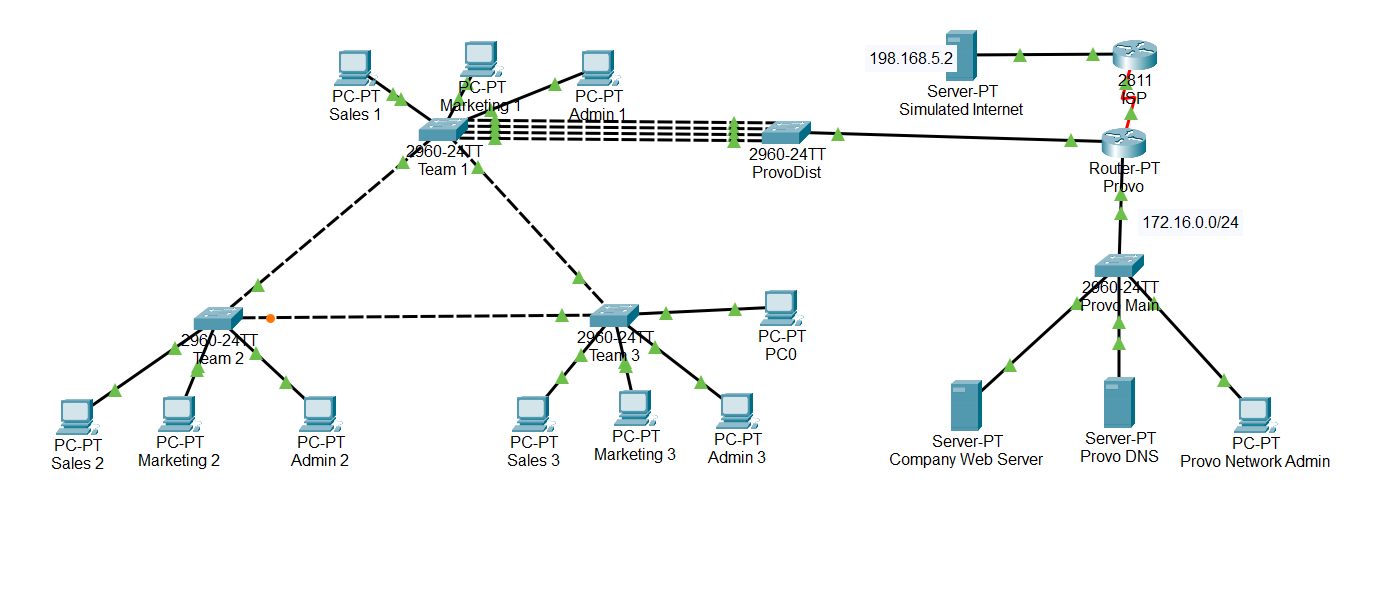 PC-PT
Sales 1
PC-PT
Marketing 1
PC-PT
Admin 1
198.168.5.2
Server-PT
Simulated Internet
2811
ISP
2960-24TT
Team 1
2960-24TT
ProvoDist
Router-PT
Provo
172.16.0.0/24
2960-24TT
Provo Main
2960-24TT
Team 2
2960-24TT
Team 3
PC-PT
PC0
PC-PT
Sales 2
PC-PT
Marketing 2
PC-PT
Admin 2
PC-PT
Sales 3
PC-PT
Marketing 3
PC-PT
Admin 3
Server-PT
Company Web Server
Server-PT
Provo DNS
PC-PT
Provo Network Admin